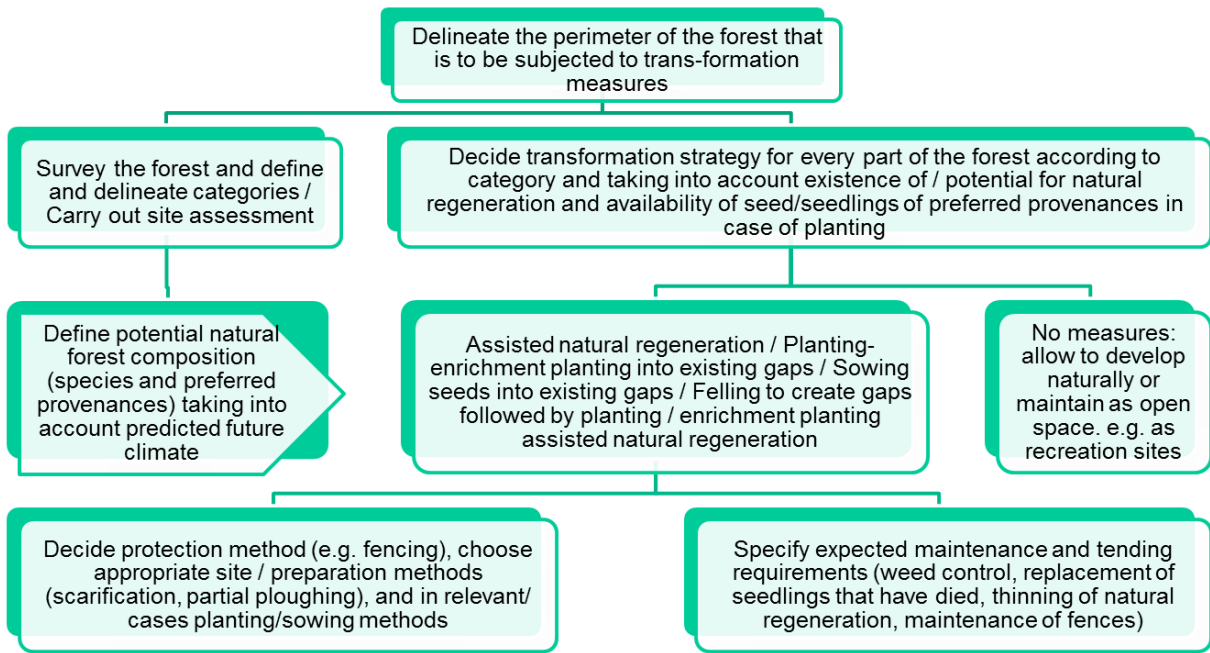 Delineate the perimeter of the forest that
is to be subjected to trans-formation
measures
Survey the forest and define
and delineate categories /
Carry out site assessment
Decide transformation strategy for every part of the forest according to
category and taking into account existence of / potential for natural
regeneration and availability of seed/seedlings of preferred provenances in
case of planting
Define potential natural
forest composition
(species and preferred
provenances) taking into
account predicted future
climate
Assisted natural regeneration / Planting-
enrichment planting into existing gaps / Sowing
seeds into existing gaps / Felling to create gaps
followed by planting / enrichment planting
assisted natural regeneration
No measures:
allow to develop
naturally or
maintain as open
space. e.g. as
recreation sites
Decide protection method (e.g. fencing), choose
appropriate site / preparation methods
(scarification, partial ploughing), and in relevant/
cases planting/sowing methods
Specify expected maintenance and tending
requirements (weed control, replacement of
seedlings that have died, thinning of natural
regeneration, maintenance of fences)